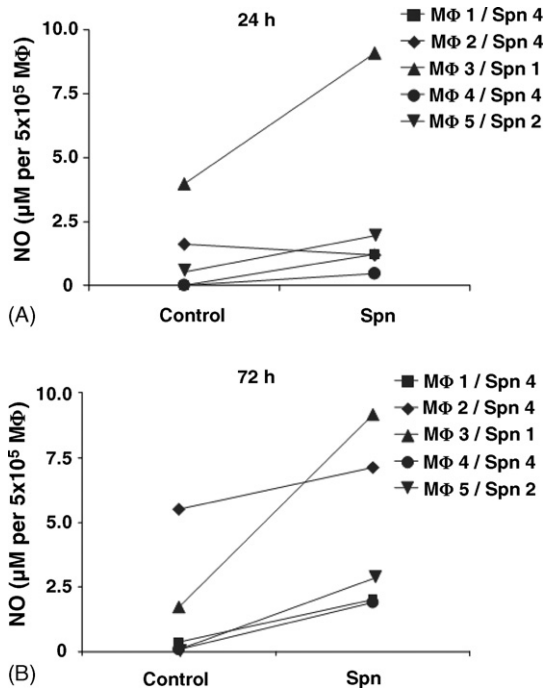 24 h
10.0
7.5
5.0
2.5
0
NO (µM per 5x10⁵ MΦ)
Control
Spn
MΦ 1 / Spn 4
MΦ 2 / Spn 4
MΦ 3 / Spn 1
MΦ 4 / Spn 4
MΦ 5 / Spn 2
(A)
72 h
10.0
7.5
5.0
2.5
0
NO (µM per 5x10⁵ MΦ)
Control
Spn
MΦ 1 / Spn 4
MΦ 2 / Spn 4
MΦ 3 / Spn 1
MΦ 4 / Spn 4
MΦ 5 / Spn 2
(B)